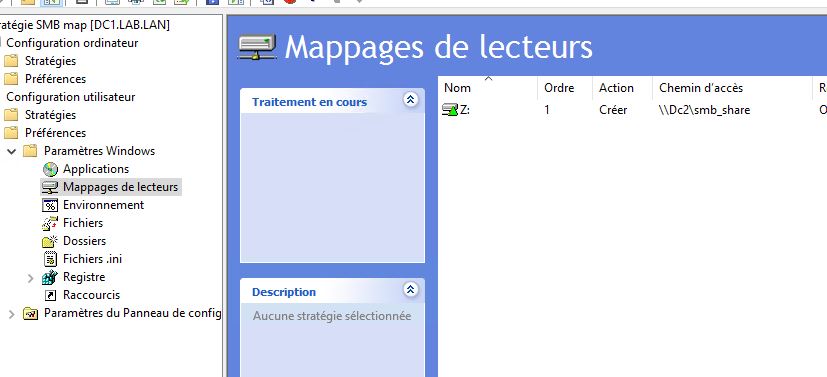 ratégie SMB map [DC1.LAB.LAN]
Configuration ordinateur
Stratégies
Préférences
Configuration utilisateur
Stratégies
Préférences
Paramètres Windows
Applications
Mappages de lecteurs
Environnement
Fichiers
Dossiers
Fichiers .ini
Registre
Raccourcis
Paramètres du Panneau de config
Mappages de lecteurs
Traitement en cours
Description
Aucune stratégie sélectionnée
Nom Ordre Action Chemin d'accès R
Z: 1 Créer \\Dc2\smb_share O